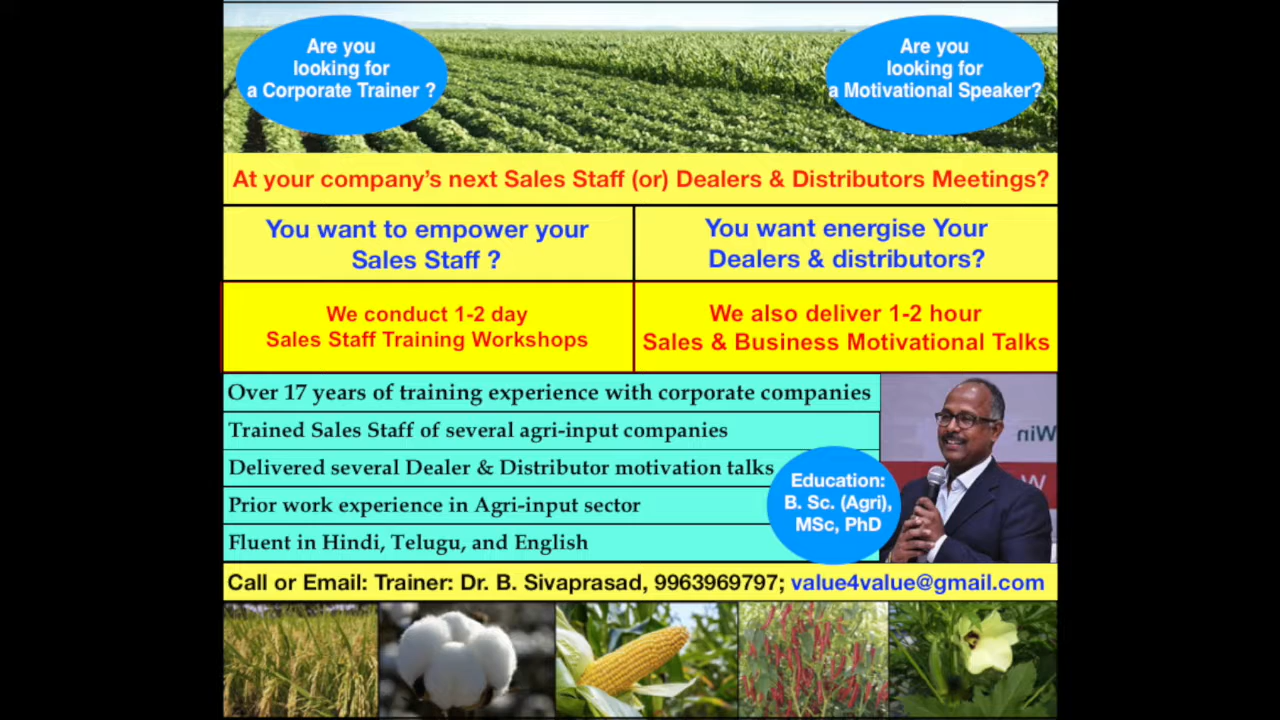 Are you
looking for
a Corporate Trainer ?
Are you
looking for
a Motivational Speaker?
At your company's next Sales Staff (or) Dealers & Distributors Meetings?
You want to empower your
Sales Staff ?
You want energise Your
Dealers & distributors?
We conduct 1-2 day
Sales Staff Training Workshops
We also deliver 1-2 hour
Sales & Business Motivational Talks
Over 17 years of training experience with corporate companies
Trained Sales Staff of several agri-input companies
Delivered several Dealer & Distributor motivation talks
Prior work experience in Agri-input sector
Fluent in Hindi, Telugu, and English
Education:
B. Sc. (Agri),
MSc, PhD
Win
W
Call or Email: Trainer: Dr. B. Sivaprasad, 9963969797; value4value@gmail.com